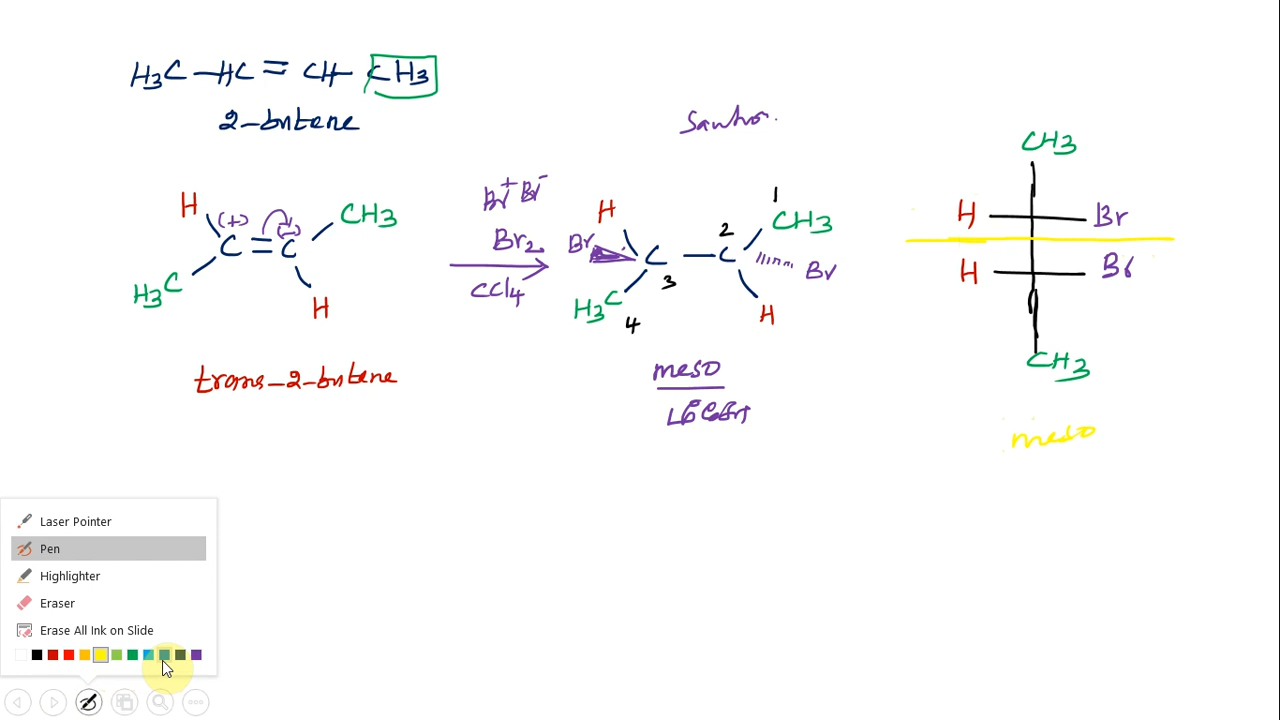 H3C-HC=CH-CH3
2-butene
H
(+)
(-)
CH3
C=C
H3C
H
trans-2-butene
Br+ Br-
Br2
CCl4
H
Br
1
CH3
2
C-C
3
Br
H3C
4
H
meso
CH3
H Br
H Br
CH3
meso
Laser Pointer
Pen
Highlighter
Eraser
Erase All Ink on Slide